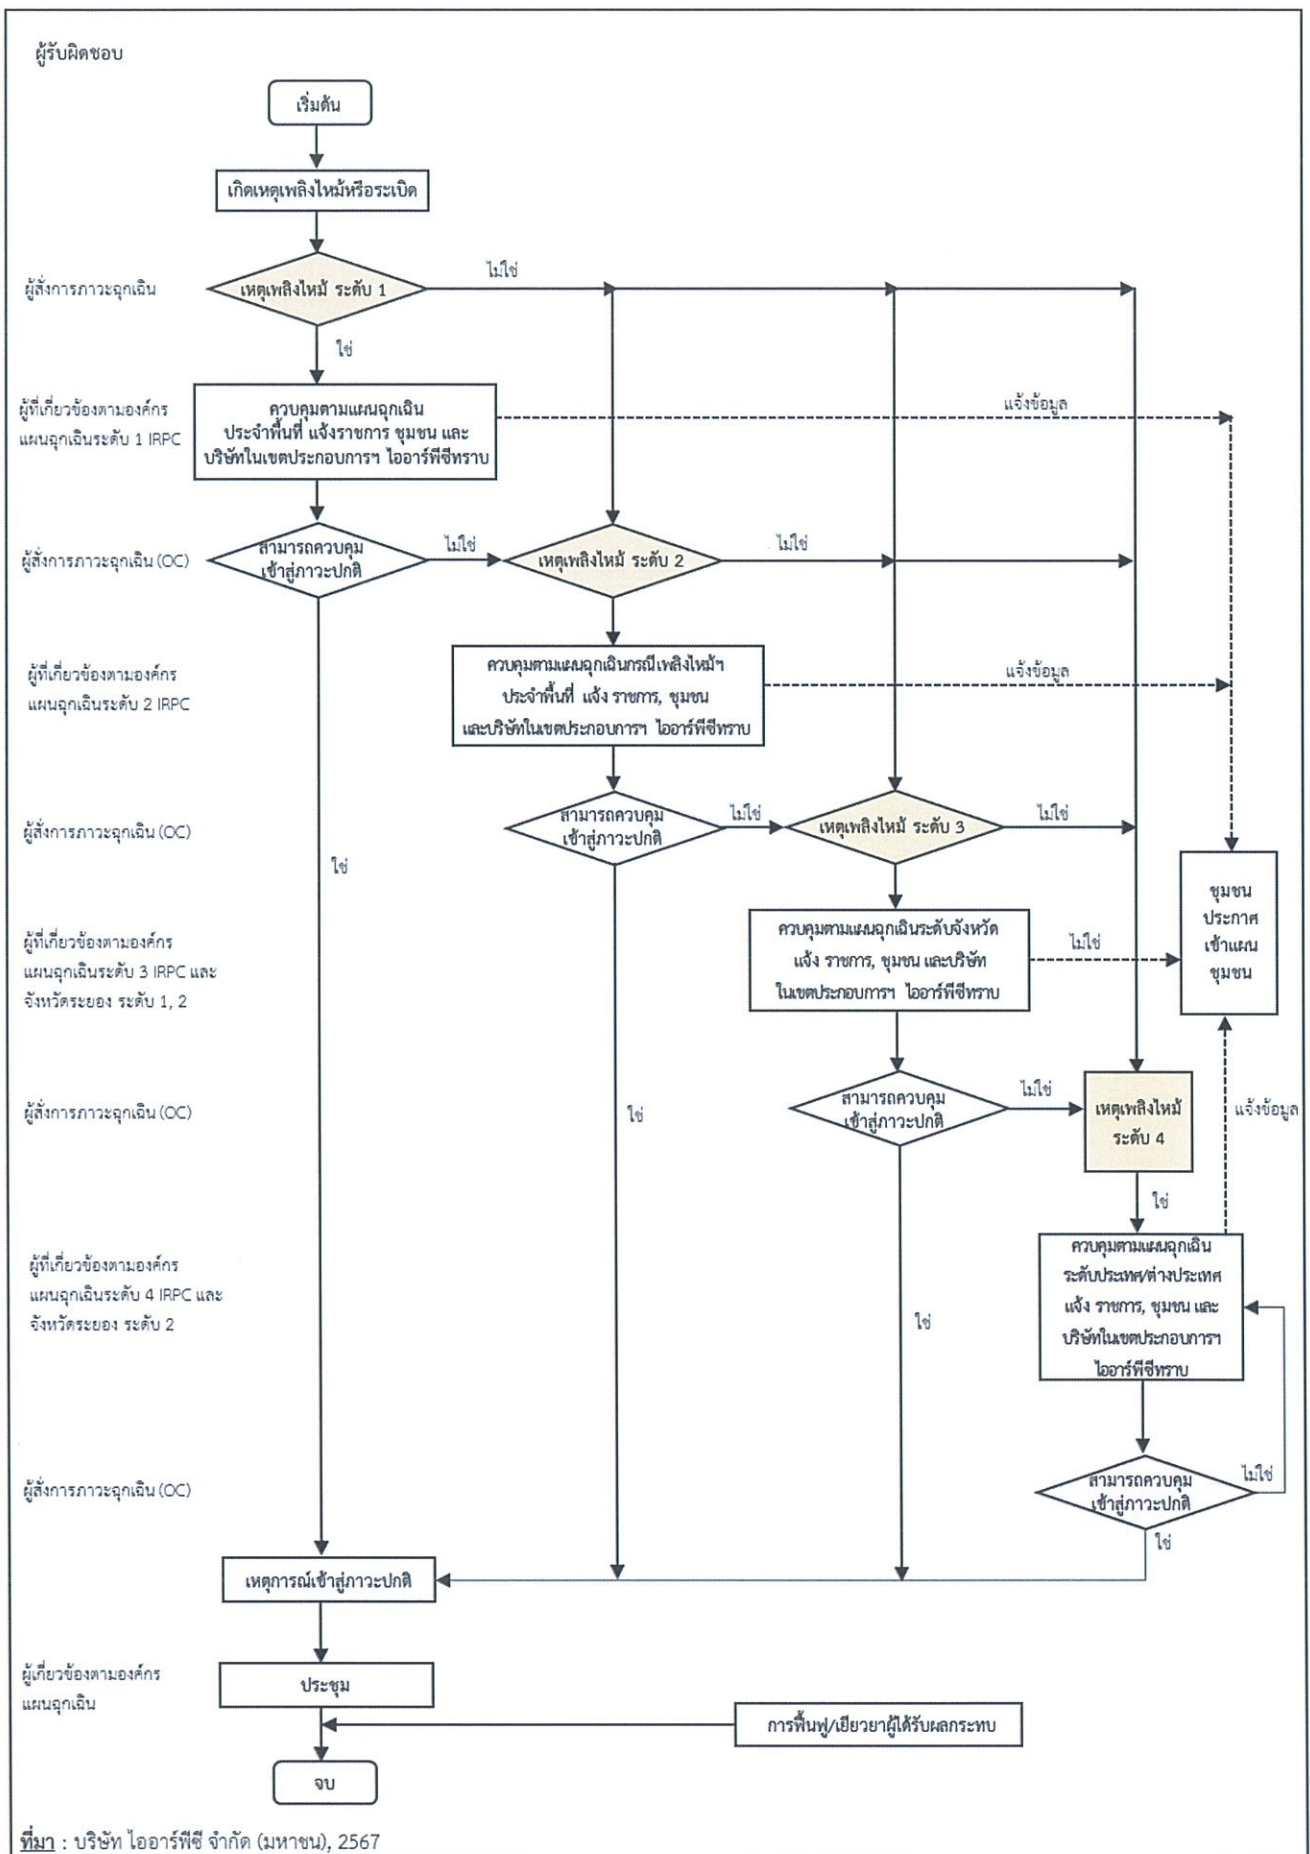 ผู้รับผิดชอบ
เริ่มต้น
เกิดเหตุเพลิงไหม้หรือระเบิด
ผู้สั่งการภาวะฉุกเฉิน
เหตุเพลิงไหม้ ระดับ 1
ไม่ใช่
ใช่
ผู้ที่เกี่ยวข้องตามองค์กร
แผนฉุกเฉินระดับ 1 IRPC
ควบคุมตามแผนฉุกเฉิน
ประจำพื้นที่ แจ้งราชการ ชุมชน และ
บริษัทในเขตประกอบการฯ ไออาร์พีซีทราบ
แจ้งข้อมูล
ผู้สั่งการภาวะฉุกเฉิน (OC)
สามารถควบคุม
เข้าสู่ภาวะปกติ
ไม่ใช่
เหตุเพลิงไหม้ ระดับ 2
ไม่ใช่
ผู้ที่เกี่ยวข้องตามองค์กร
แผนฉุกเฉินระดับ 2 IRPC
ควบคุมตามแผนฉุกเฉินกรณีเพลิงไหม้ฯ
ประจำพื้นที่ แจ้ง ราชการ, ชุมชน
และบริษัทในเขตประกอบการฯ ไออาร์พีซีทราบ
แจ้งข้อมูล
ผู้สั่งการภาวะฉุกเฉิน (OC)
สามารถควบคุม
เข้าสู่ภาวะปกติ
ไม่ใช่
เหตุเพลิงไหม้ ระดับ 3
ไม่ใช่
ใช่
ชุมชน
ประกาศ
เข้าแผน
ชุมชน
ผู้ที่เกี่ยวข้องตามองค์กร
แผนฉุกเฉินระดับ 3 IRPC และ
จังหวัดระยอง ระดับ 1, 2
ควบคุมตามแผนฉุกเฉินระดับจังหวัด
แจ้ง ราชการ, ชุมชน และบริษัท
ในเขตประกอบการฯ ไออาร์พีซีทราบ
ไม่ใช่
ผู้สั่งการภาวะฉุกเฉิน (OC)
ใช่
สามารถควบคุม
เข้าสู่ภาวะปกติ
ไม่ใช่
เหตุเพลิงไหม้
ระดับ 4
แจ้งข้อมูล
ใช่
ผู้ที่เกี่ยวข้องตามองค์กร
แผนฉุกเฉินระดับ 4 IRPC และ
จังหวัดระยอง ระดับ 2
ใช่
ควบคุมตามแผนฉุกเฉิน
ระดับประเทศ/ต่างประเทศ
แจ้ง ราชการ, ชุมชน และ
บริษัทในเขตประกอบการฯ
ไออาร์พีซีทราบ
ผู้สั่งการภาวะฉุกเฉิน (OC)
สามารถควบคุม
เข้าสู่ภาวะปกติ
ไม่ใช่
ใช่
เหตุการณ์เข้าสู่ภาวะปกติ
ผู้เกี่ยวข้องตามองค์กร
แผนฉุกเฉิน
ประชุม
การฟื้นฟู/เยียวยาผู้ได้รับผลกระทบ
จบ
ที่มา : บริษัท ไออาร์พีซี จำกัด (มหาชน), 2567